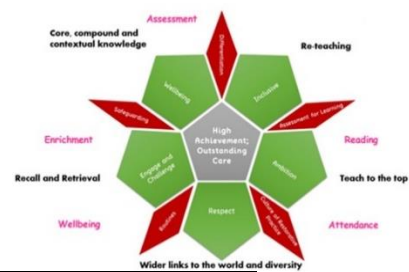 Assessment
Core, compound and
contextual knowledge
Re-teaching
Differentiation
Wellbeing
Inclusive
Safeguarding
Assessment for Learning
Enrichment
High
Achievement;
Outstanding
Care
Reading
Recall and Retrieval
Engage and
Challenge
Ambition
Teach to the top
Wellbeing
Routines
Respect
Culture of Restorative
Practice
Attendance
Wider links to the world and diversity